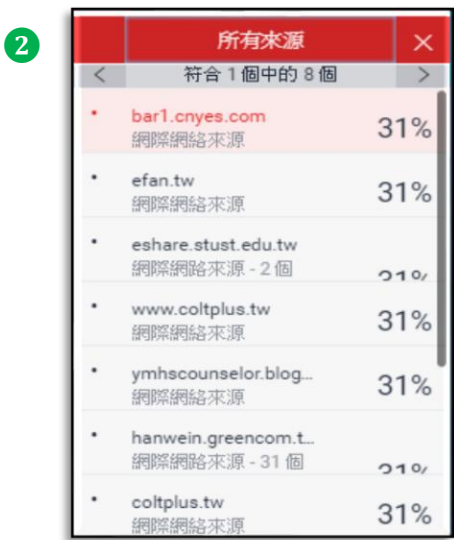 2
所有來源 ×
< 符合 1 個中的 8 個 >
• bar1.cnyes.com 31%
網際網絡來源
• efan.tw 31%
網際網絡來源
• eshare.stust.edu.tw
網際網路來源 - 2 個 31%
• www.coltplus.tw 31%
網際網絡來源
• ymhscounselor.blog... 31%
網際網絡來源
• hanwein.greencom.t...
網際網路來源 - 31 個 31%
• coltplus.tw 31%
網際網絡來源